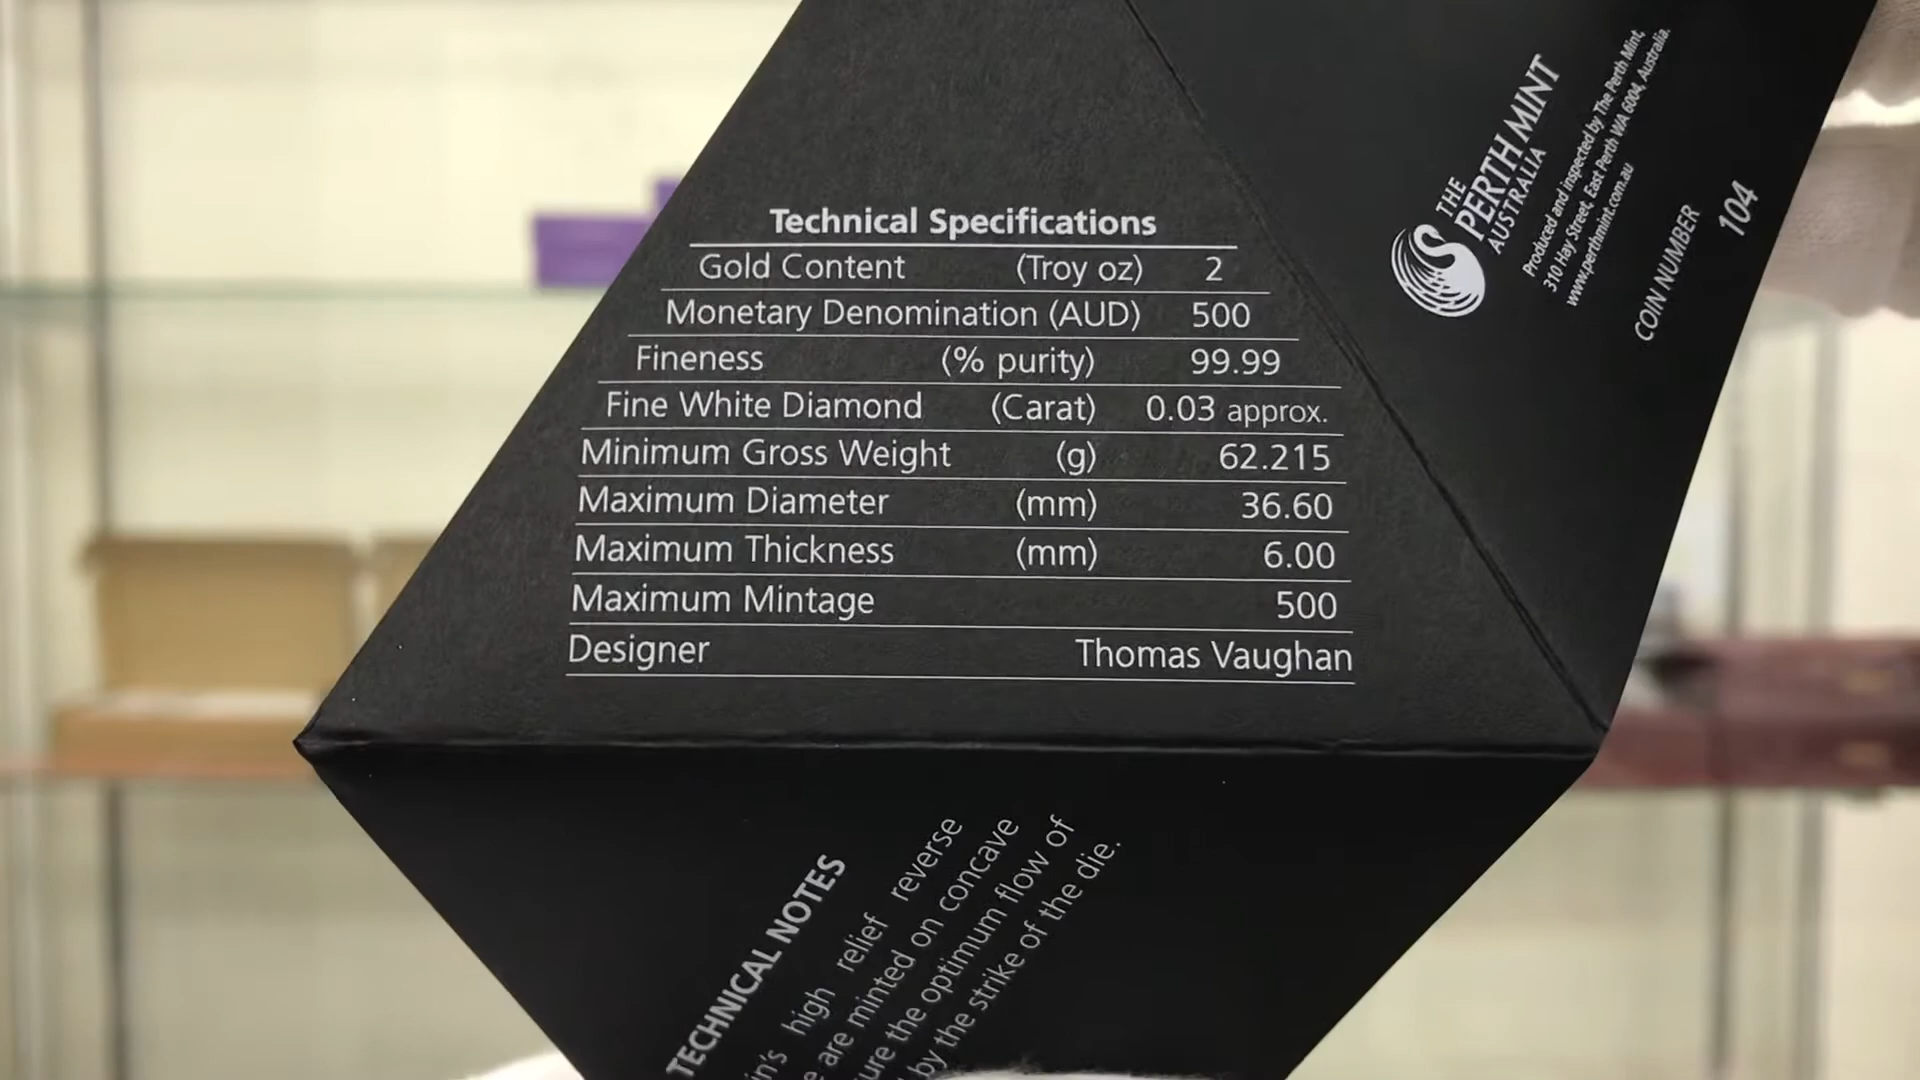 Technical Specifications
Gold Content (Troy oz) 2
Monetary Denomination (AUD) 500
Fineness (% purity) 99.99
Fine White Diamond (Carat) 0.03 approx.
Minimum Gross Weight (g) 62.215
Maximum Diameter (mm) 36.60
Maximum Thickness (mm) 6.00
Maximum Mintage 500
Designer Thomas Vaughan
THE
PERTH MINT
AUSTRALIA
Produced and inspected by The Perth Mint,
310 Hay Street, East Perth WA 6004, Australia.
www.perthmint.com.au
COIN NUMBER 104
TECHNICAL NOTES
high relief reverse
are minted on concave
the optimum flow of
by the strike of the die.